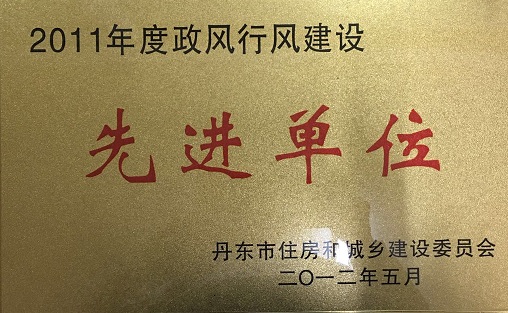 2011年度政风行风建设
先进单位
丹东市住房和城乡建设委员会
二〇一二年五月